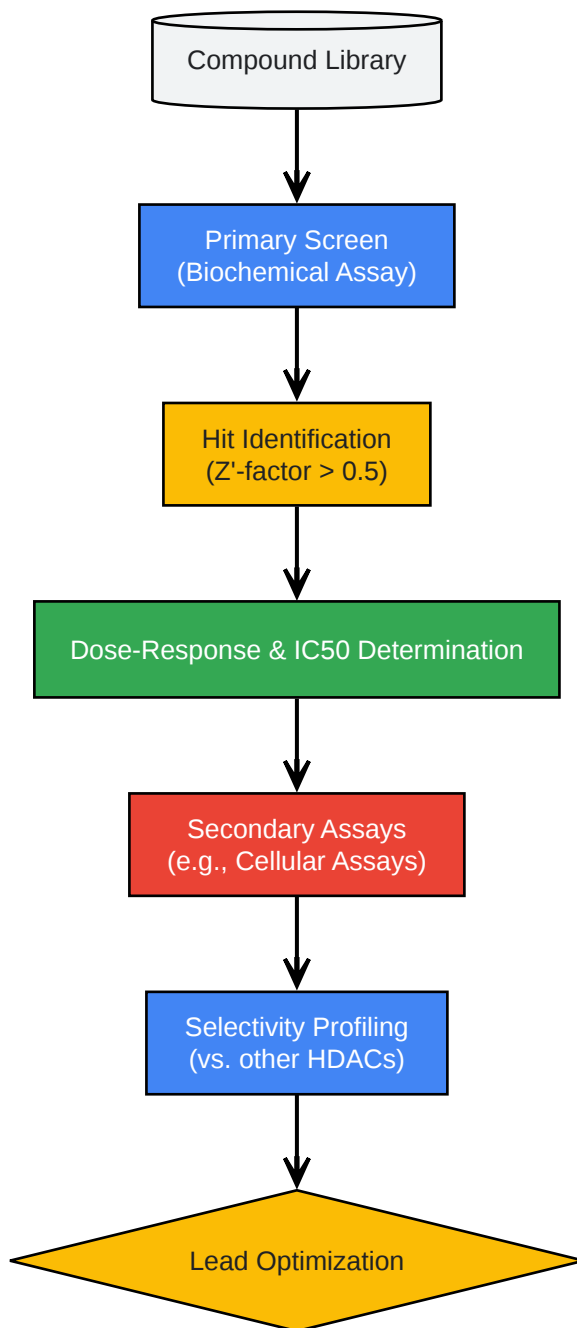 Compound Library
Primary Screen
(Biochemical Assay)
Hit Identification
(Z'-factor > 0.5)
Dose-Response & IC50 Determination
Secondary Assays
(e.g., Cellular Assays)
Selectivity Profiling
(vs. other HDACs)
Lead Optimization